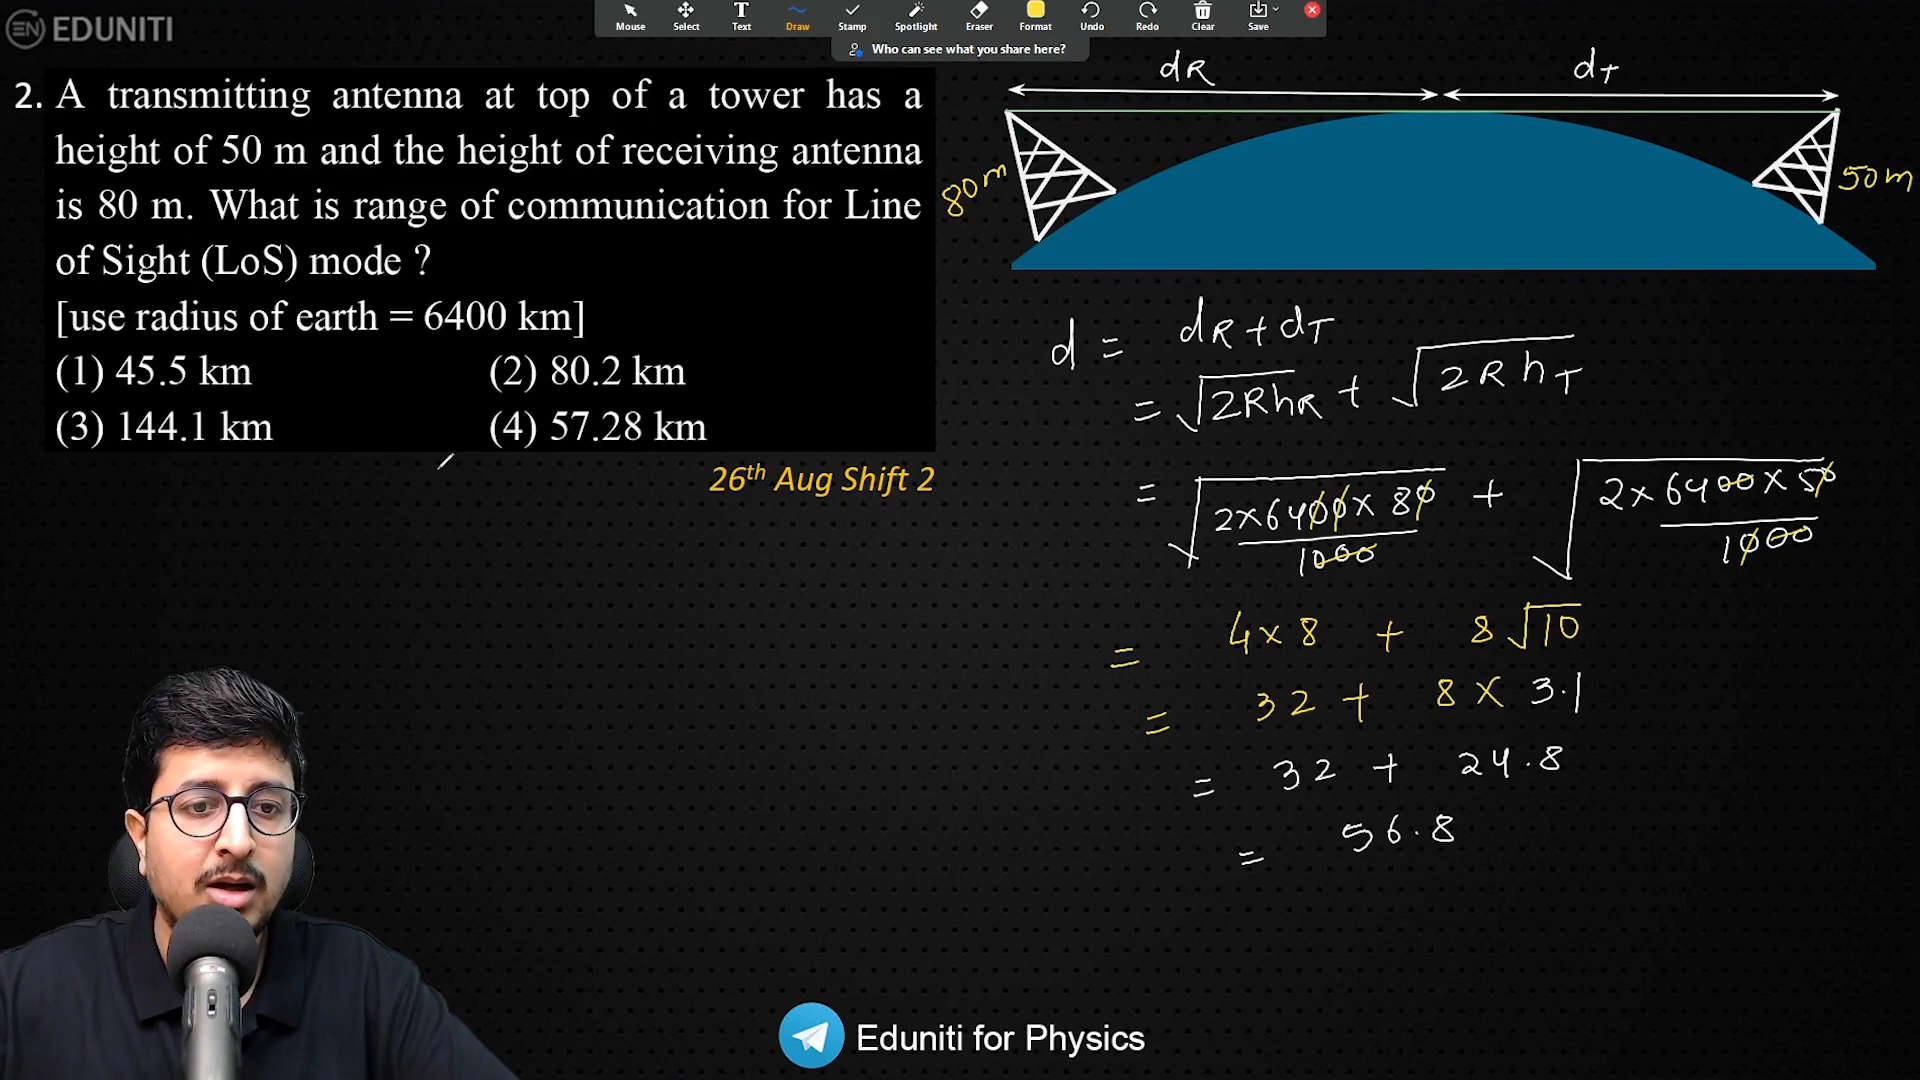 EN EDUNITI
Mouse Select Text Draw Stamp Spotlight Eraser Format Undo Redo Clear Save
Who can see what you share here?
2. A transmitting antenna at top of a tower has a
height of 50 m and the height of receiving antenna
is 80 m. What is range of communication for Line
of Sight (LoS) mode ?
[use radius of earth = 6400 km]
(1) 45.5 km (2) 80.2 km
(3) 144.1 km (4) 57.28 km
26th Aug Shift 2
dR dT
80m 50m
d = dR + dT
= √2RhR + √2RhT
= √2×6400×80/1000 + √2×6400×50/1000
= 4×8 + 8√10
= 32 + 8×3.1
= 32 + 24.8
= 56.8
Eduniti for Physics